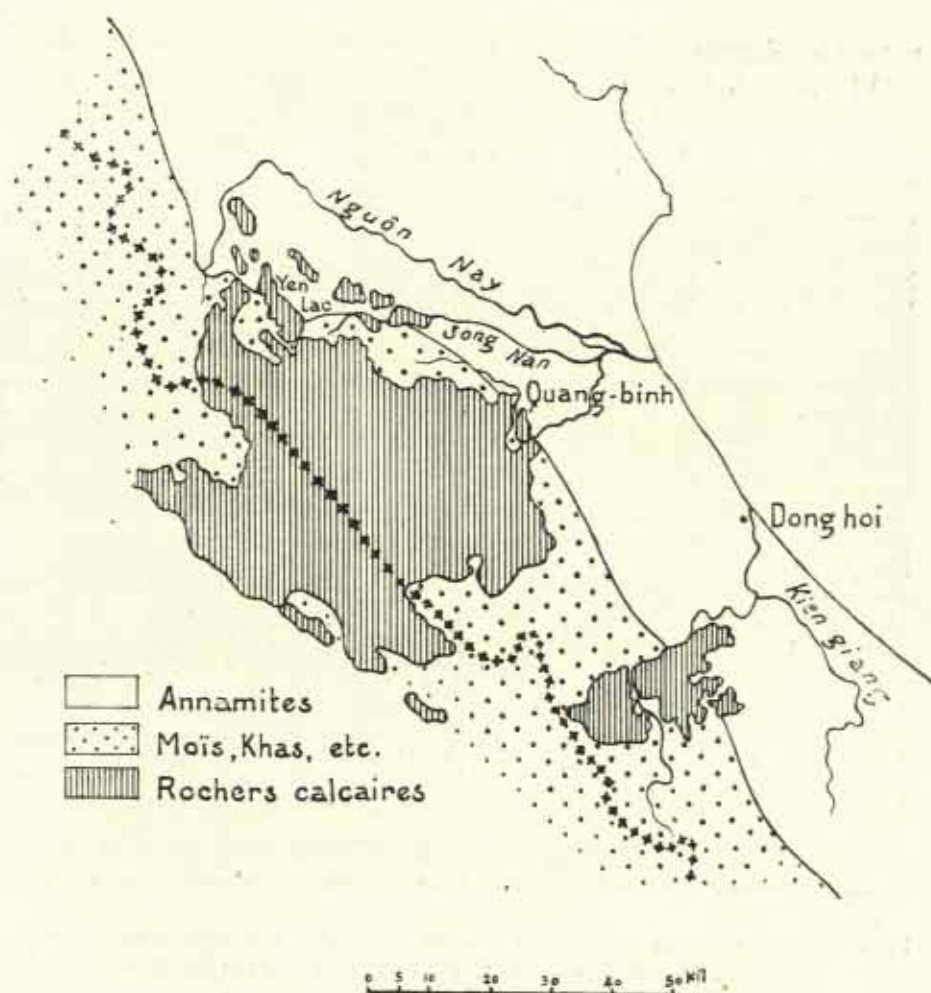 Nguôn
Nay
Yen
Lac
Song Nan
Quang-binh
Dong hoi
Kien giang
Annamites
Moïs, Khas, etc.
Rochers calcaires
0 5 10 20 30 40 50 Kil